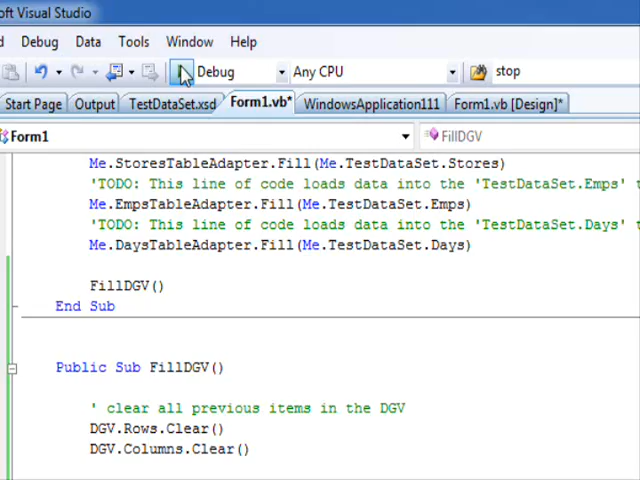 oft Visual Studio
d Debug Data Tools Window Help
Debug Any CPU stop
Start Page Output TestDataSet.xsd Form1.vb* WindowsApplication111 Form1.vb [Design]*
Form1 FillDGV
Me.StoresTableAdapter.Fill(Me.TestDataSet.Stores)
'TODO: This line of code loads data into the 'TestDataSet.Emps' t
Me.EmpsTableAdapter.Fill(Me.TestDataSet.Emps)
'TODO: This line of code loads data into the 'TestDataSet.Days' t
Me.DaysTableAdapter.Fill(Me.TestDataSet.Days)
FillDGV()
End Sub
Public Sub FillDGV()
' clear all previous items in the DGV
DGV.Rows.Clear()
DGV.Columns.Clear()